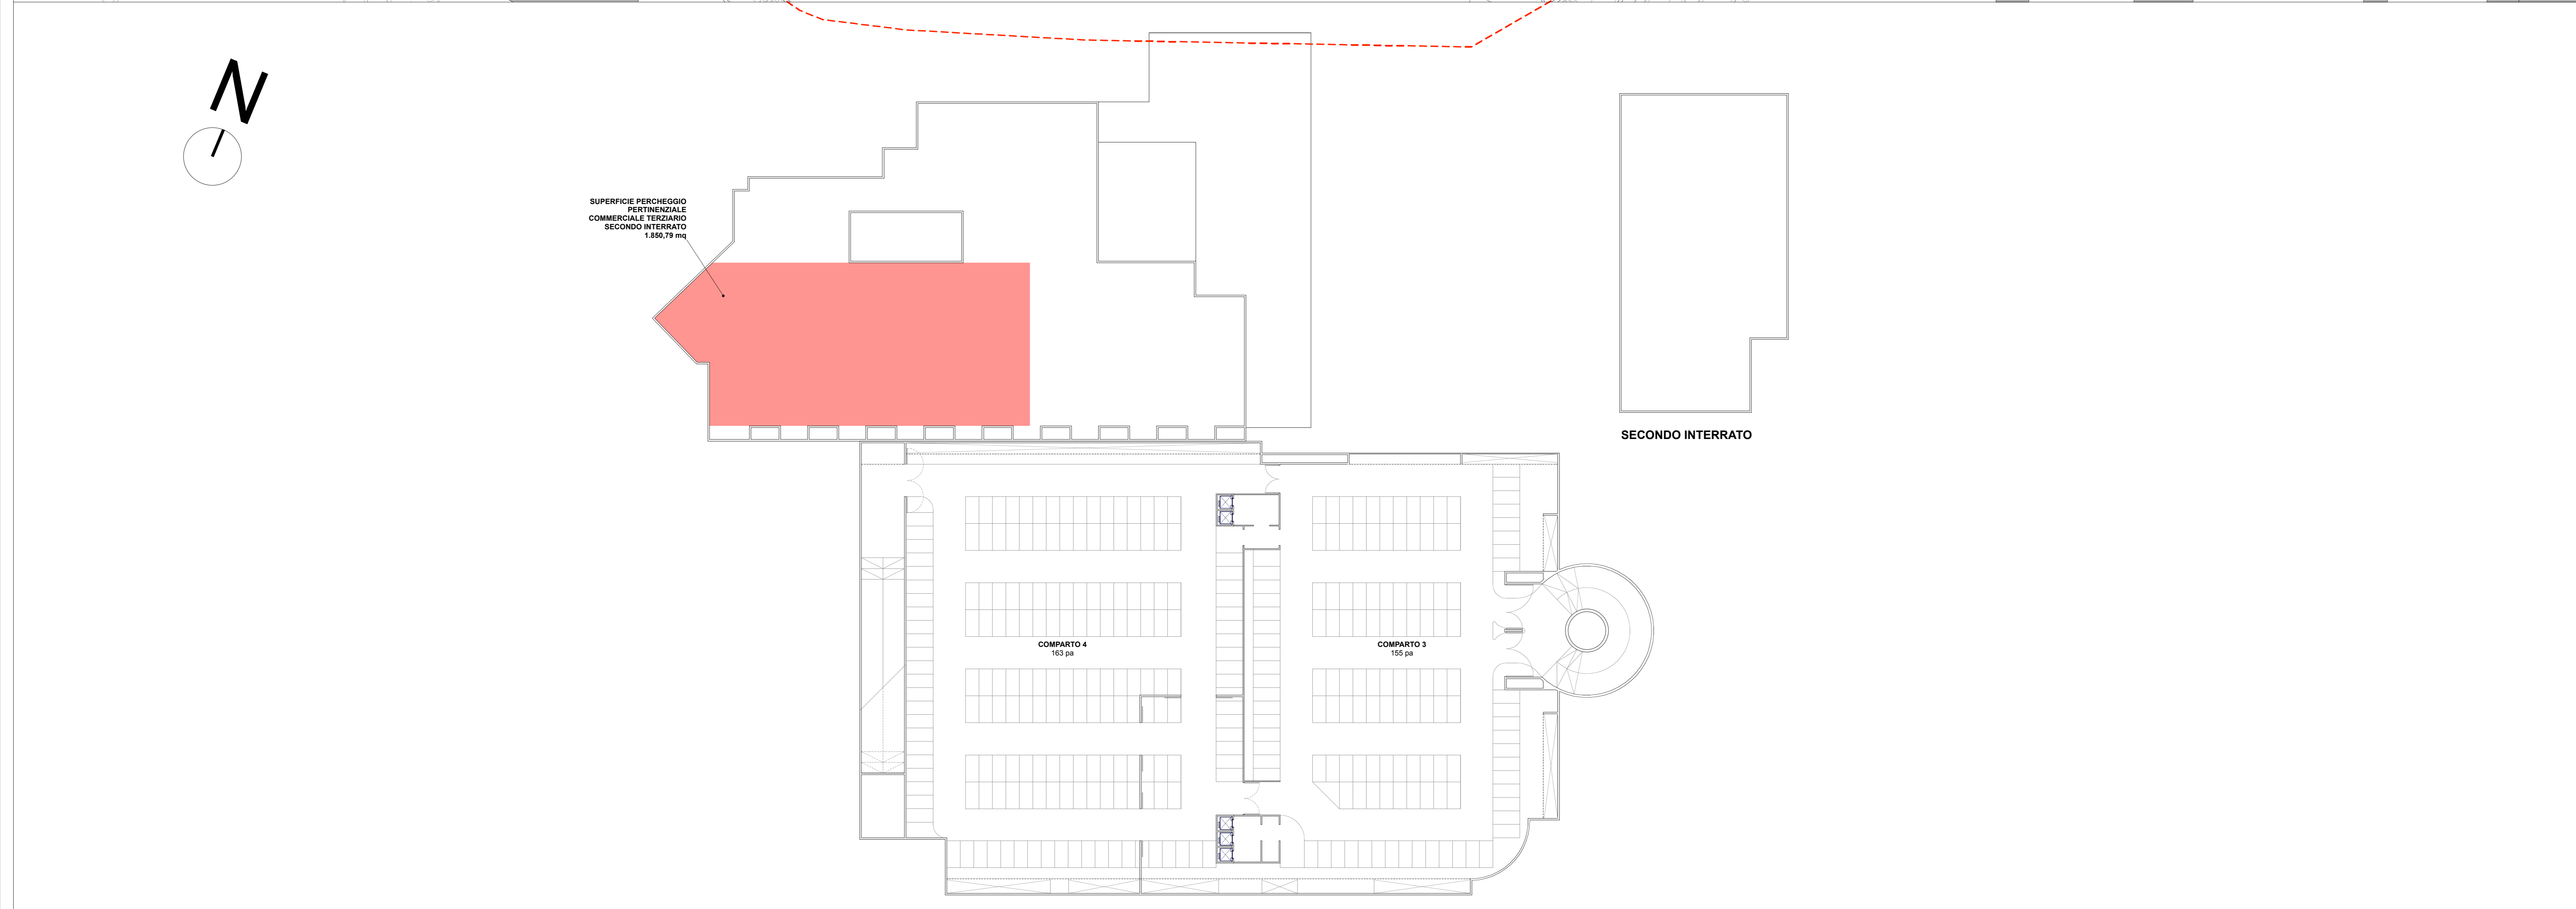 N
SUPERFICIE PERCHEGGIO
PERTINENZIALE
COMMERCIALE TERZIARIO
SECONDO INTERRATO
1.850,79 mq
SECONDO INTERRATO
COMPARTO 4
163 pa
COMPARTO 3
155 pa